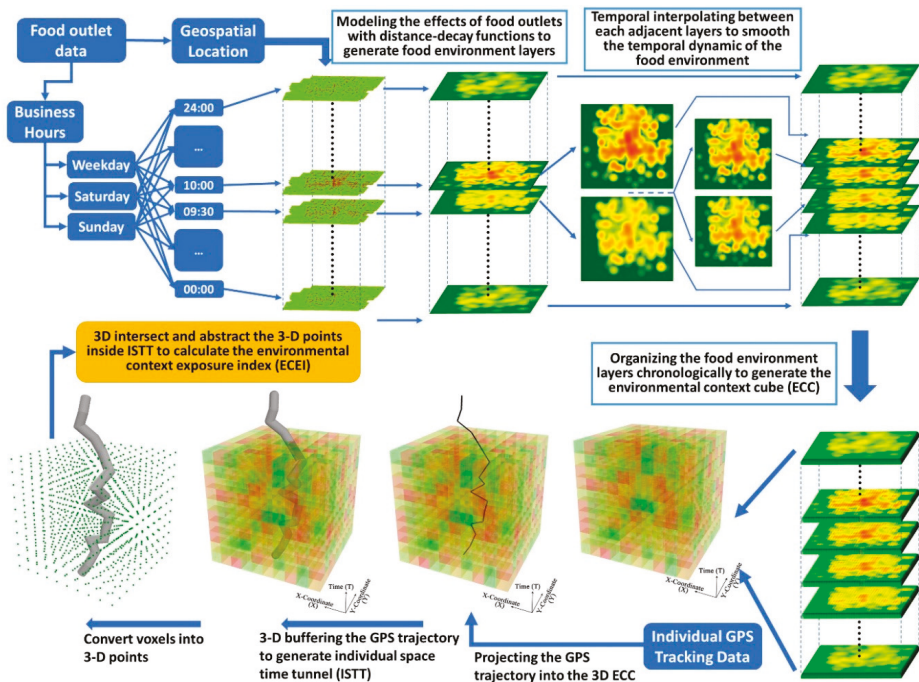 Food outlet
data
Geospatial
Location
Modeling the effects of food outlets
with distance-decay functions to
generate food environment layers
Temporal interpolating between
each adjacent layers to smooth
the temporal dynamic of the
food environment
Business
Hours
Weekday
Saturday
Sunday
24:00
...
10:00
09:30
...
00:00
3D intersect and abstract the 3-D points
inside ISTT to calculate the environmental
context exposure index (ECEI)
Organizing the food environment
layers chronologically to generate the
environmental context cube (ECC)
Time (T)
X-Coordinate
(X)
Y-Coordinate
(Y)
Time (T)
X-Coordinate
(X)
Y-Coordinate
(Y)
Time (T)
X-Coordinate
(X)
Y-Coordinate
(Y)
Convert voxels into
3-D points
3-D buffering the GPS trajectory
to generate individual space
time tunnel (ISTT)
Projecting the GPS
trajectory into the 3D ECC
Individual GPS
Tracking Data